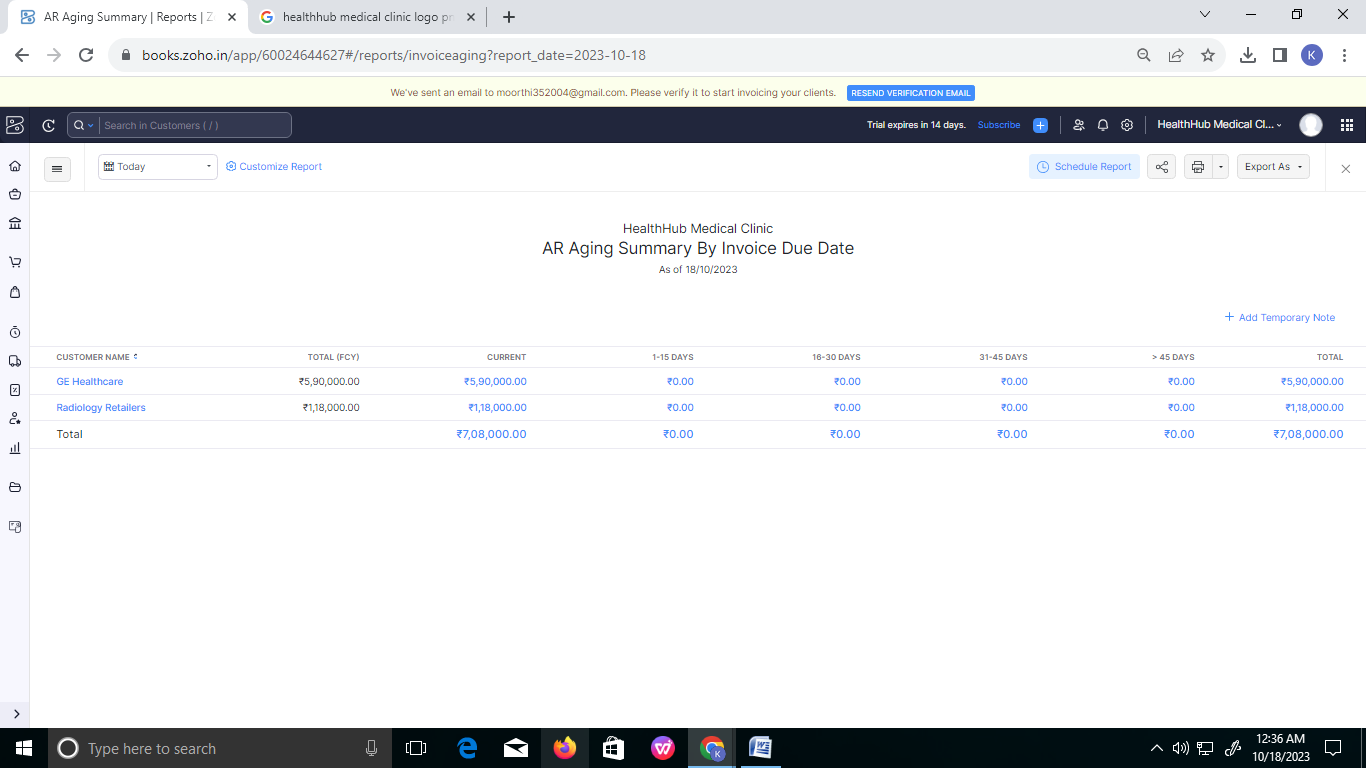 AR Aging Summary | Reports | Z
healthhub medical clinic logo pn
books.zoho.in/app/60024644627#/reports/invoiceaging?report_date=2023-10-18
K
We've sent an email to moorthi352004@gmail.com. Please verify it to start invoicing your clients. RESEND VERIFICATION EMAIL
Search in Customers ( / )
Trial expires in 14 days. Subscribe
HealthHub Medical Cl...
Today
Customize Report
Schedule Report
Export As
HealthHub Medical Clinic
AR Aging Summary By Invoice Due Date
As of 18/10/2023
+ Add Temporary Note
CUSTOMER NAME TOTAL (FCY) CURRENT 1-15 DAYS 16-30 DAYS 31-45 DAYS > 45 DAYS TOTAL
GE Healthcare ₹5,90,000.00 ₹5,90,000.00 ₹0.00 ₹0.00 ₹0.00 ₹0.00 ₹5,90,000.00
Radiology Retailers ₹1,18,000.00 ₹1,18,000.00 ₹0.00 ₹0.00 ₹0.00 ₹0.00 ₹1,18,000.00
Total ₹7,08,000.00 ₹0.00 ₹0.00 ₹0.00 ₹0.00 ₹7,08,000.00
Type here to search
12:36 AM
10/18/2023